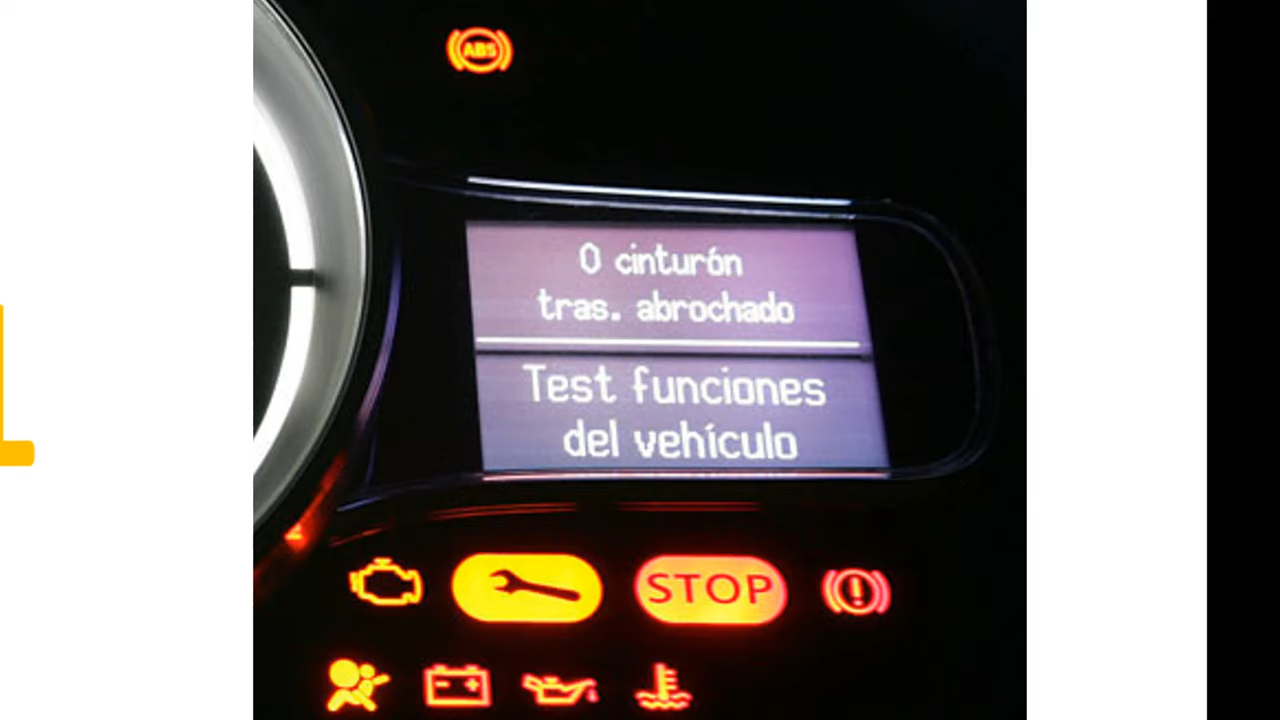 ABS
0 cinturón
tras. abrochado
Test funciones
del vehículo
STOP